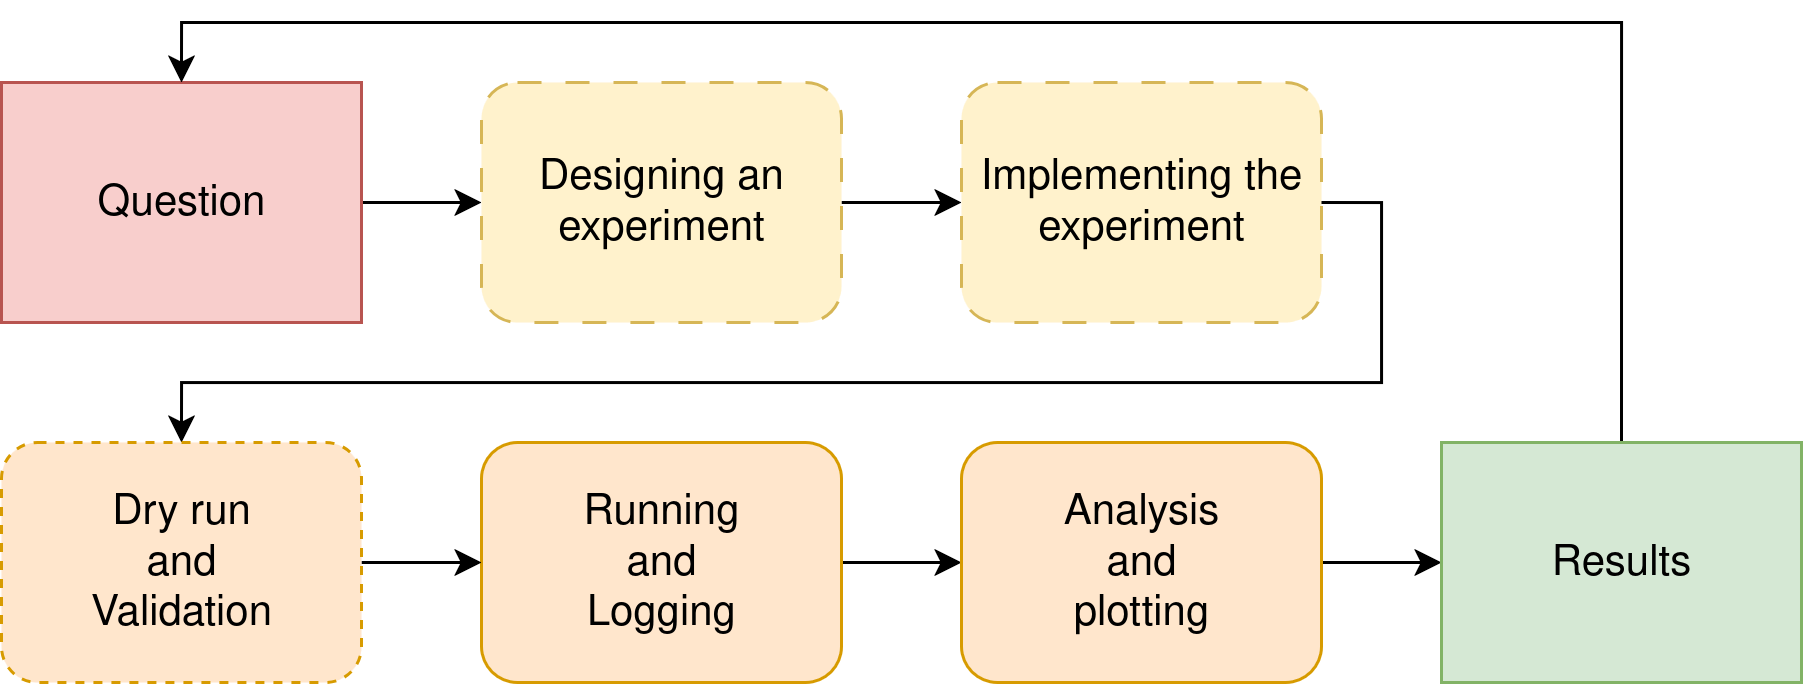 Question
Designing an
experiment
Implementing the
experiment
Dry run
and
Validation
Running
and
Logging
Analysis
and
plotting
Results